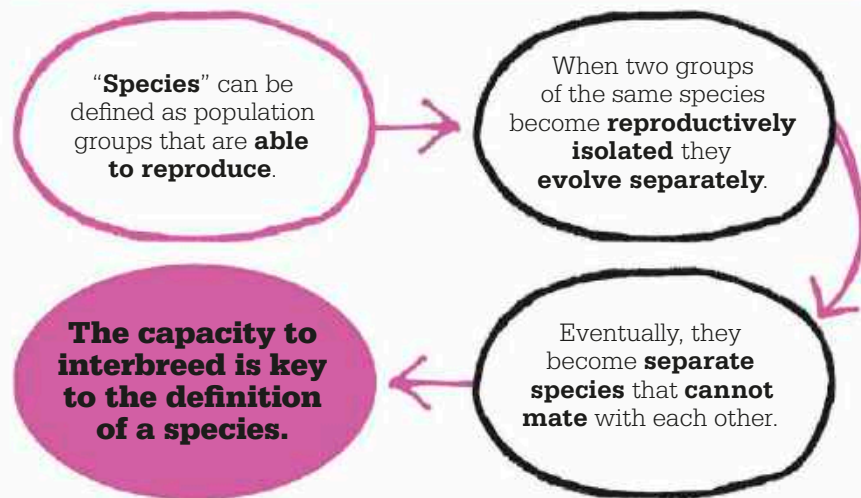 “Species” can be
defined as population
groups that are able
to reproduce.
When two groups
of the same species
become reproductively
isolated they
evolve separately.
Eventually, they
become separate
species that cannot
mate with each other.
The capacity to
interbreed is key
to the definition
of a species.